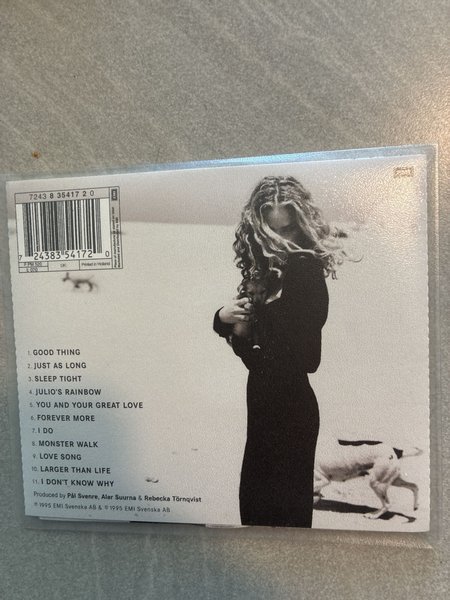 7243 8 35417 2 0
7 24383 54172 0
UK:
Printed in Holland
1. GOOD THING
2. JUST AS LONG
3. SLEEP TIGHT
4. JULIO'S RAINBOW
5. YOU AND YOUR GREAT LOVE
6. FOREVER MORE
7. I DO
8. MONSTER WALK
9. LOVE SONG
10. LARGER THAN LIFE
11. I DON'T KNOW WHY
Produced by Pål Svenre, Alar Suurna & Rebecka Törnqvist
℗ 1995 EMI Svenska AB & © 1995 EMI Svenska AB